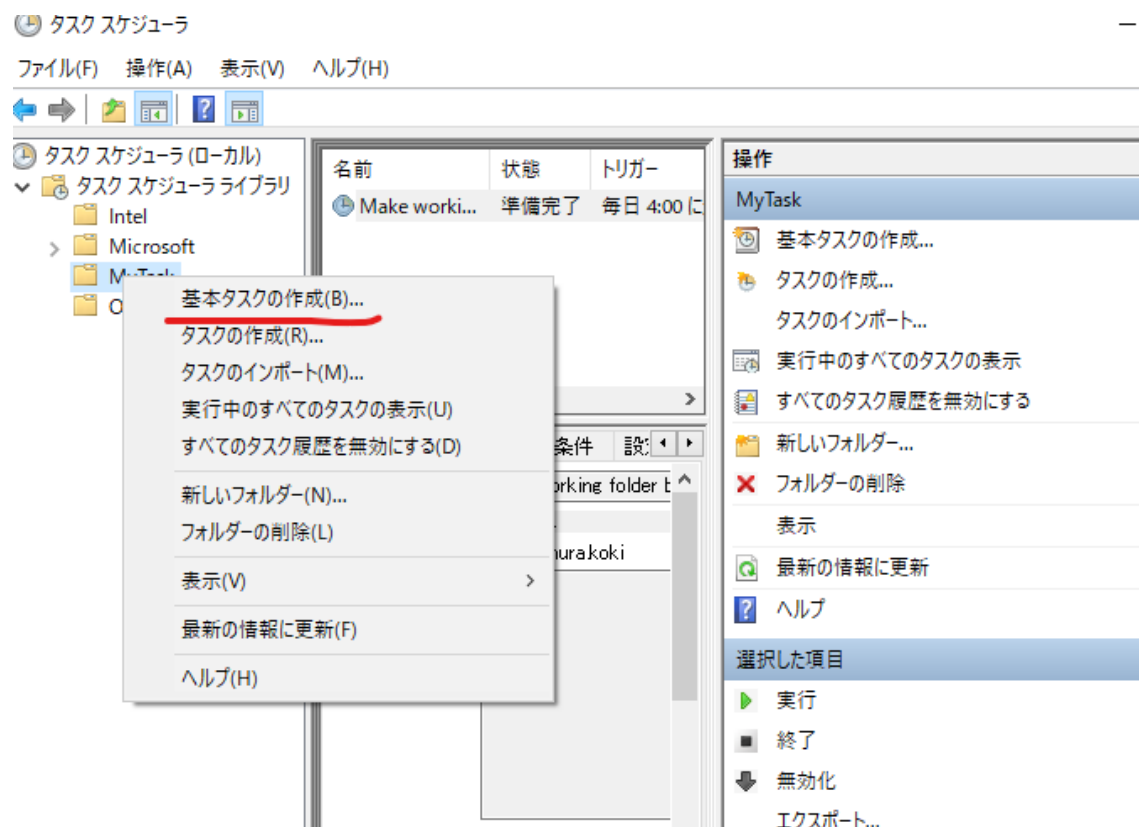 タスク スケジューラ
ファイル(F) 操作(A) 表示(V) ヘルプ(H)
タスク スケジューラ (ローカル)
タスク スケジューラ ライブラリ
Intel
Microsoft
MyTask
O
名前 状態 トリガー
Make worki... 準備完了 毎日 4:00 に
条件
orking folder
urakoki
基本タスクの作成(B)...
タスクの作成(R)...
タスクのインポート(M)...
実行中のすべてのタスクの表示(U)
すべてのタスク履歴を無効にする(D)
新しいフォルダー(N)...
フォルダーの削除(L)
表示(V)
最新の情報に更新(F)
ヘルプ(H)
操作
MyTask
基本タスクの作成...
タスクの作成...
タスクのインポート...
実行中のすべてのタスクの表示
すべてのタスク履歴を無効にする
新しいフォルダー...
フォルダーの削除
表示
最新の情報に更新
ヘルプ
選択した項目
実行
終了
無効化
エクスポート...